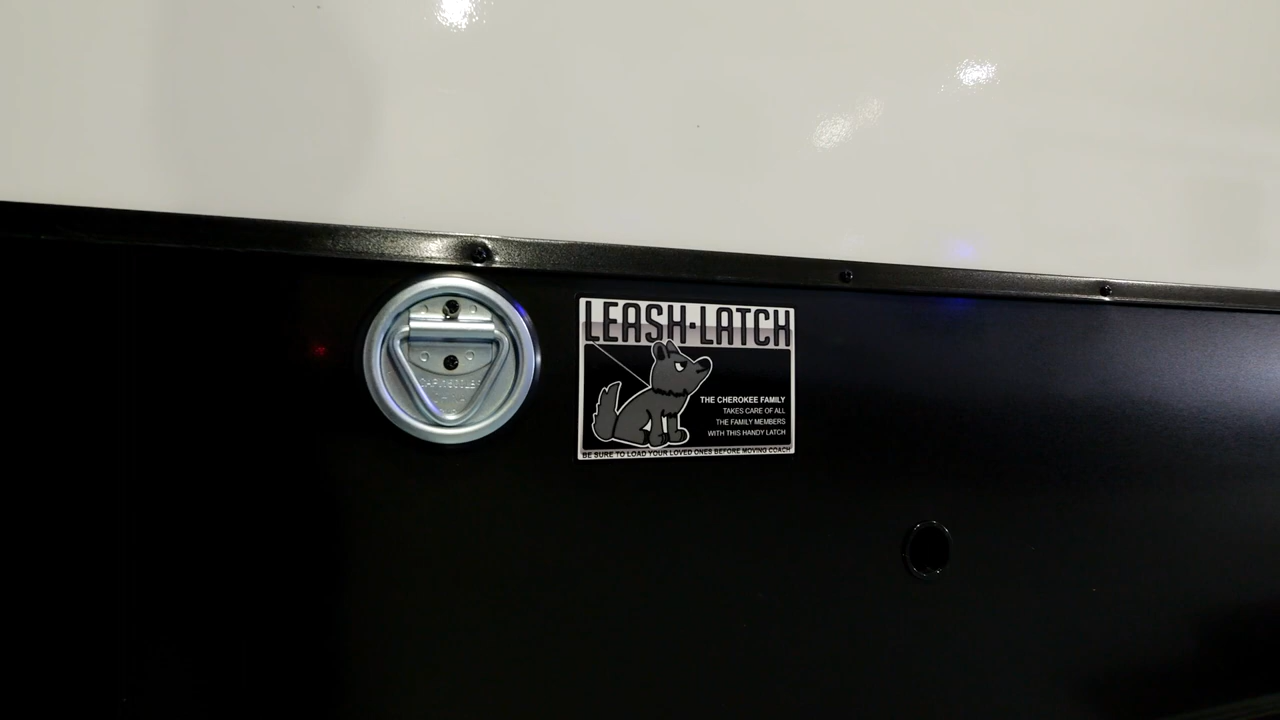 LEASH·LATCH
THE CHEROKEE FAMILY
TAKES CARE OF ALL
THE FAMILY MEMBERS
WITH THIS HANDY LATCH
BE SURE TO LOAD YOUR LOVED ONES BEFORE MOVING COACH